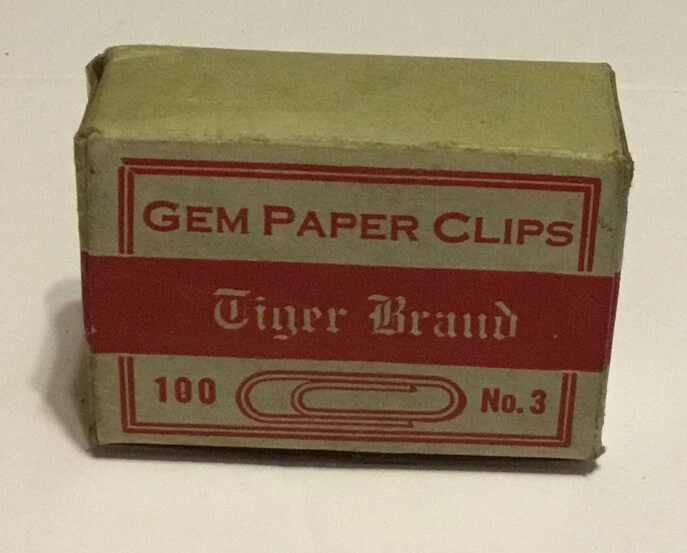 GEM PAPER CLIPS
Tiger Brand
100 No. 3